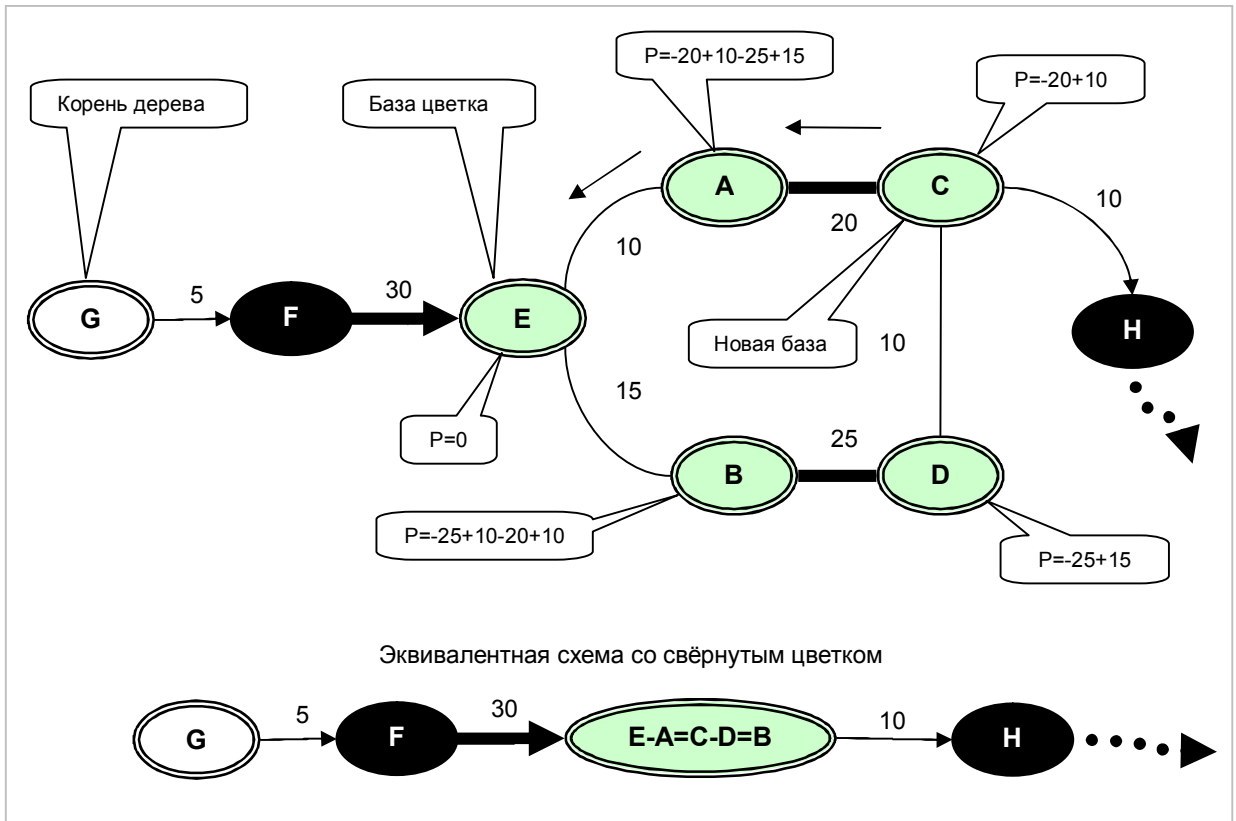 P=-20+10-25+15
P=-20+10
Корень дерева
База цветка
A
C
10
20
10
5
30
G
F
E
H
Новая база
10
15
P=0
25
B
D
P=-25+10-20+10
P=-25+15
Эквивалентная схема со свёрнутым цветком
5
30
10
G
F
E-A=C-D=B
H